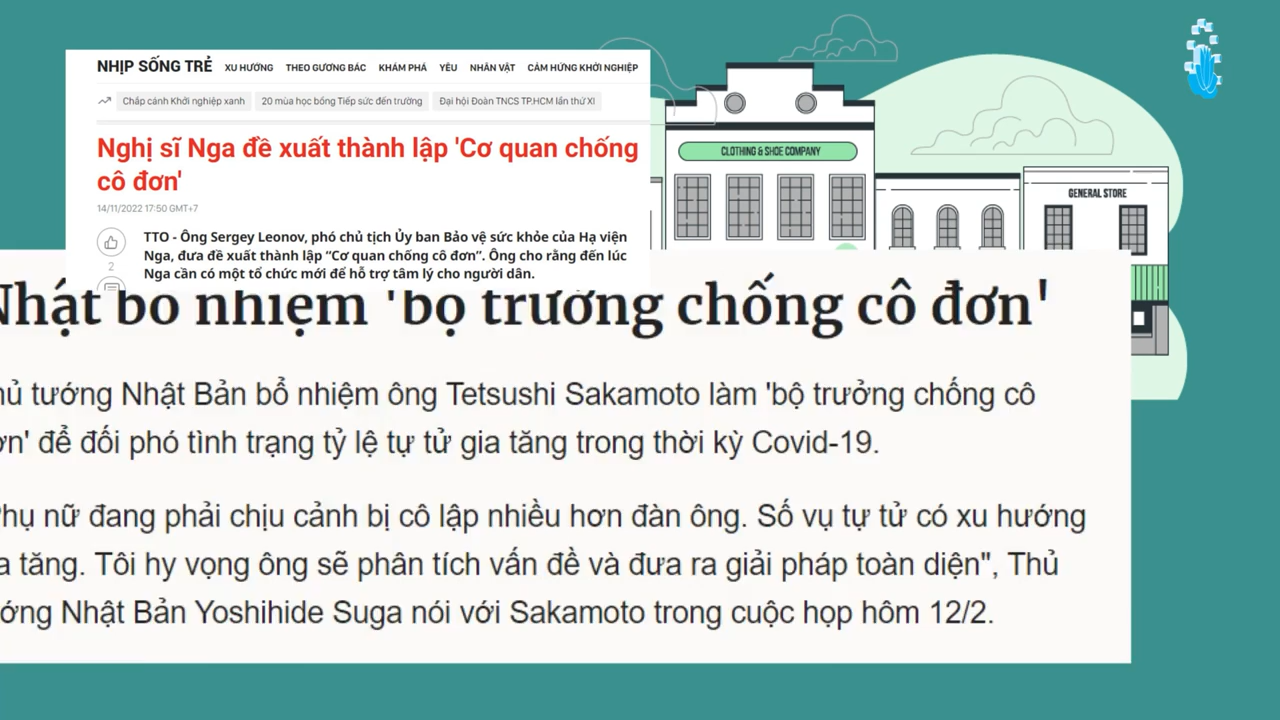 NHỊP SỐNG TRẺ XU HƯỚNG THEO GƯƠNG BÁC KHÁM PHÁ YÊU NHÂN VẬT CẢM HỨNG KHỞI NGHIỆP
Chắp cánh Khởi nghiệp xanh 20 mùa học bổng Tiếp sức đến trường Đại hội Đoàn TNCS TP.HCM lần thứ XI
Nghị sĩ Nga đề xuất thành lập 'Cơ quan chống
cô đơn'
14/11/2022 17:50 GMT+7
TTO - Ông Sergey Leonov, phó chủ tịch Ủy ban Bảo vệ sức khỏe của Hạ viện
Nga, đưa đề xuất thành lập “Cơ quan chống cô đơn”. Ông cho rằng đến lúc
Nga cần có một tổ chức mới để hỗ trợ tâm lý cho người dân.
2
CLOTHING & SHOE COMPANY
GENERAL STORE
Nhật bổ nhiệm 'bộ trưởng chống cô đơn'
hủ tướng Nhật Bản bổ nhiệm ông Tetsushi Sakamoto làm 'bộ trưởng chống cô
ơn' để đối phó tình trạng tỷ lệ tự tử gia tăng trong thời kỳ Covid-19.
Phụ nữ đang phải chịu cảnh bị cô lập nhiều hơn đàn ông. Số vụ tự tử có xu hướng
a tăng. Tôi hy vọng ông sẽ phân tích vấn đề và đưa ra giải pháp toàn diện", Thủ
ớng Nhật Bản Yoshihide Suga nói với Sakamoto trong cuộc họp hôm 12/2.